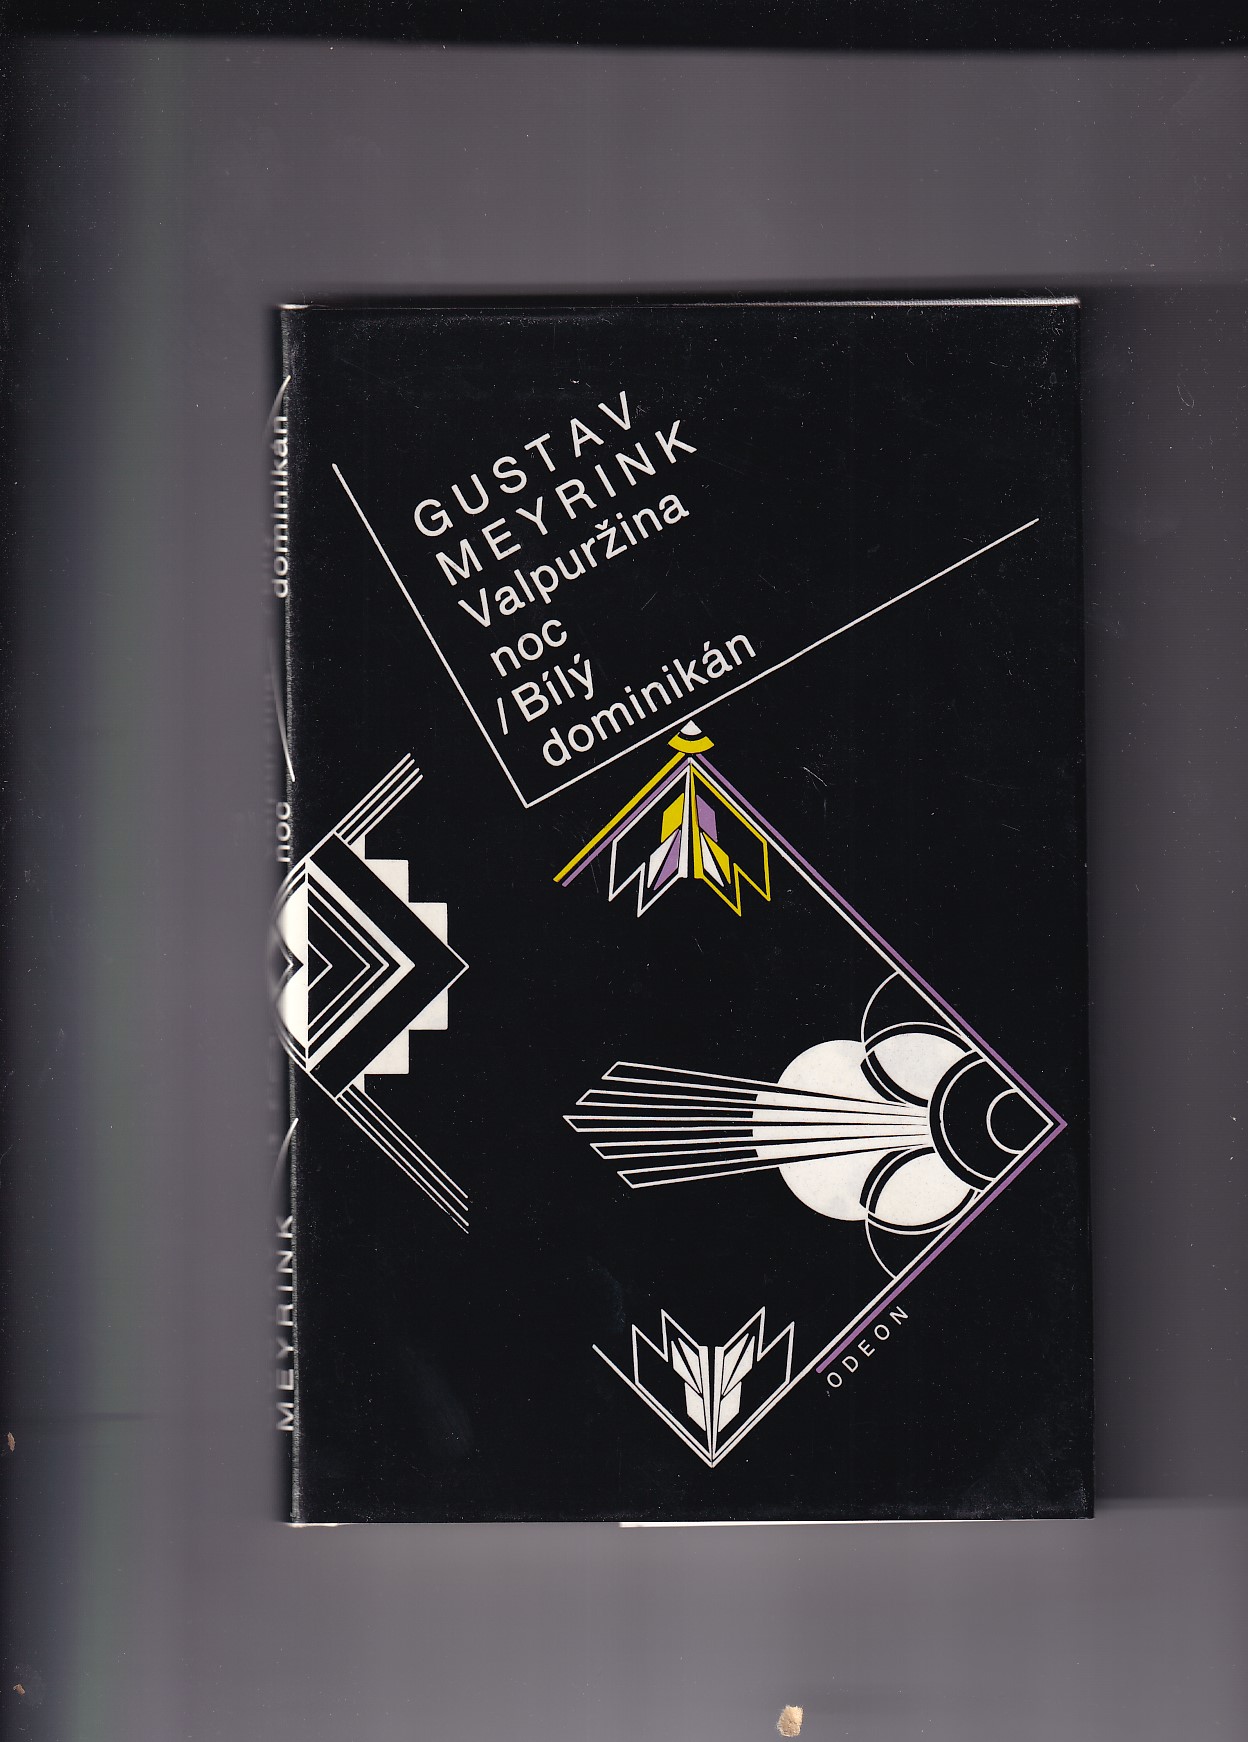 GUSTAV
MEYRINK
Valpuržina
noc
/Bílý
dominikán
ODEON
MEYRINK
noc
dominikán